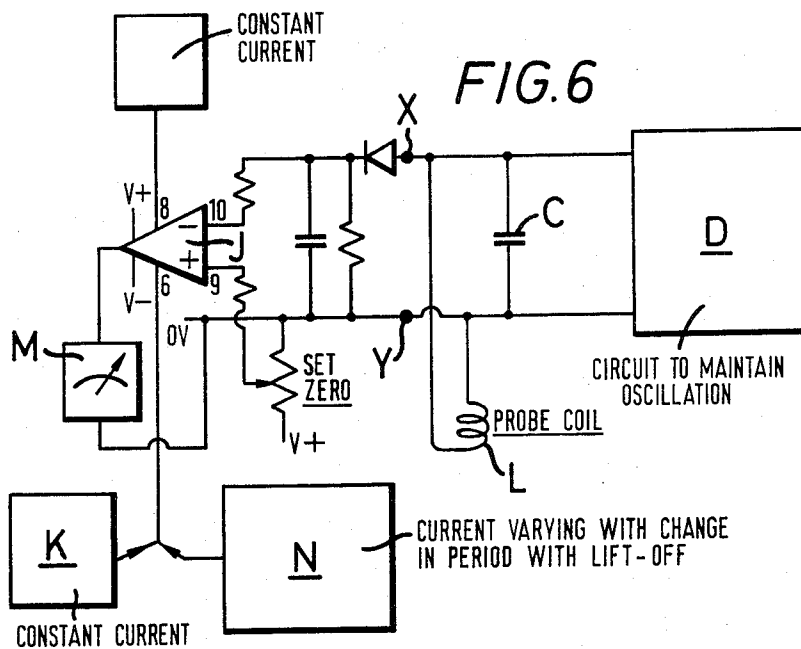 CONSTANT
CURRENT
FIG.6
X
V+
8
10
−
J
+
9
6
V−
C
D
M
0V
Y
SET
ZERO
V+
CIRCUIT TO MAINTAIN
OSCILLATION
PROBE COIL
L
K
N
CURRENT VARYING WITH CHANGE
IN PERIOD WITH LIFT-OFF
CONSTANT CURRENT